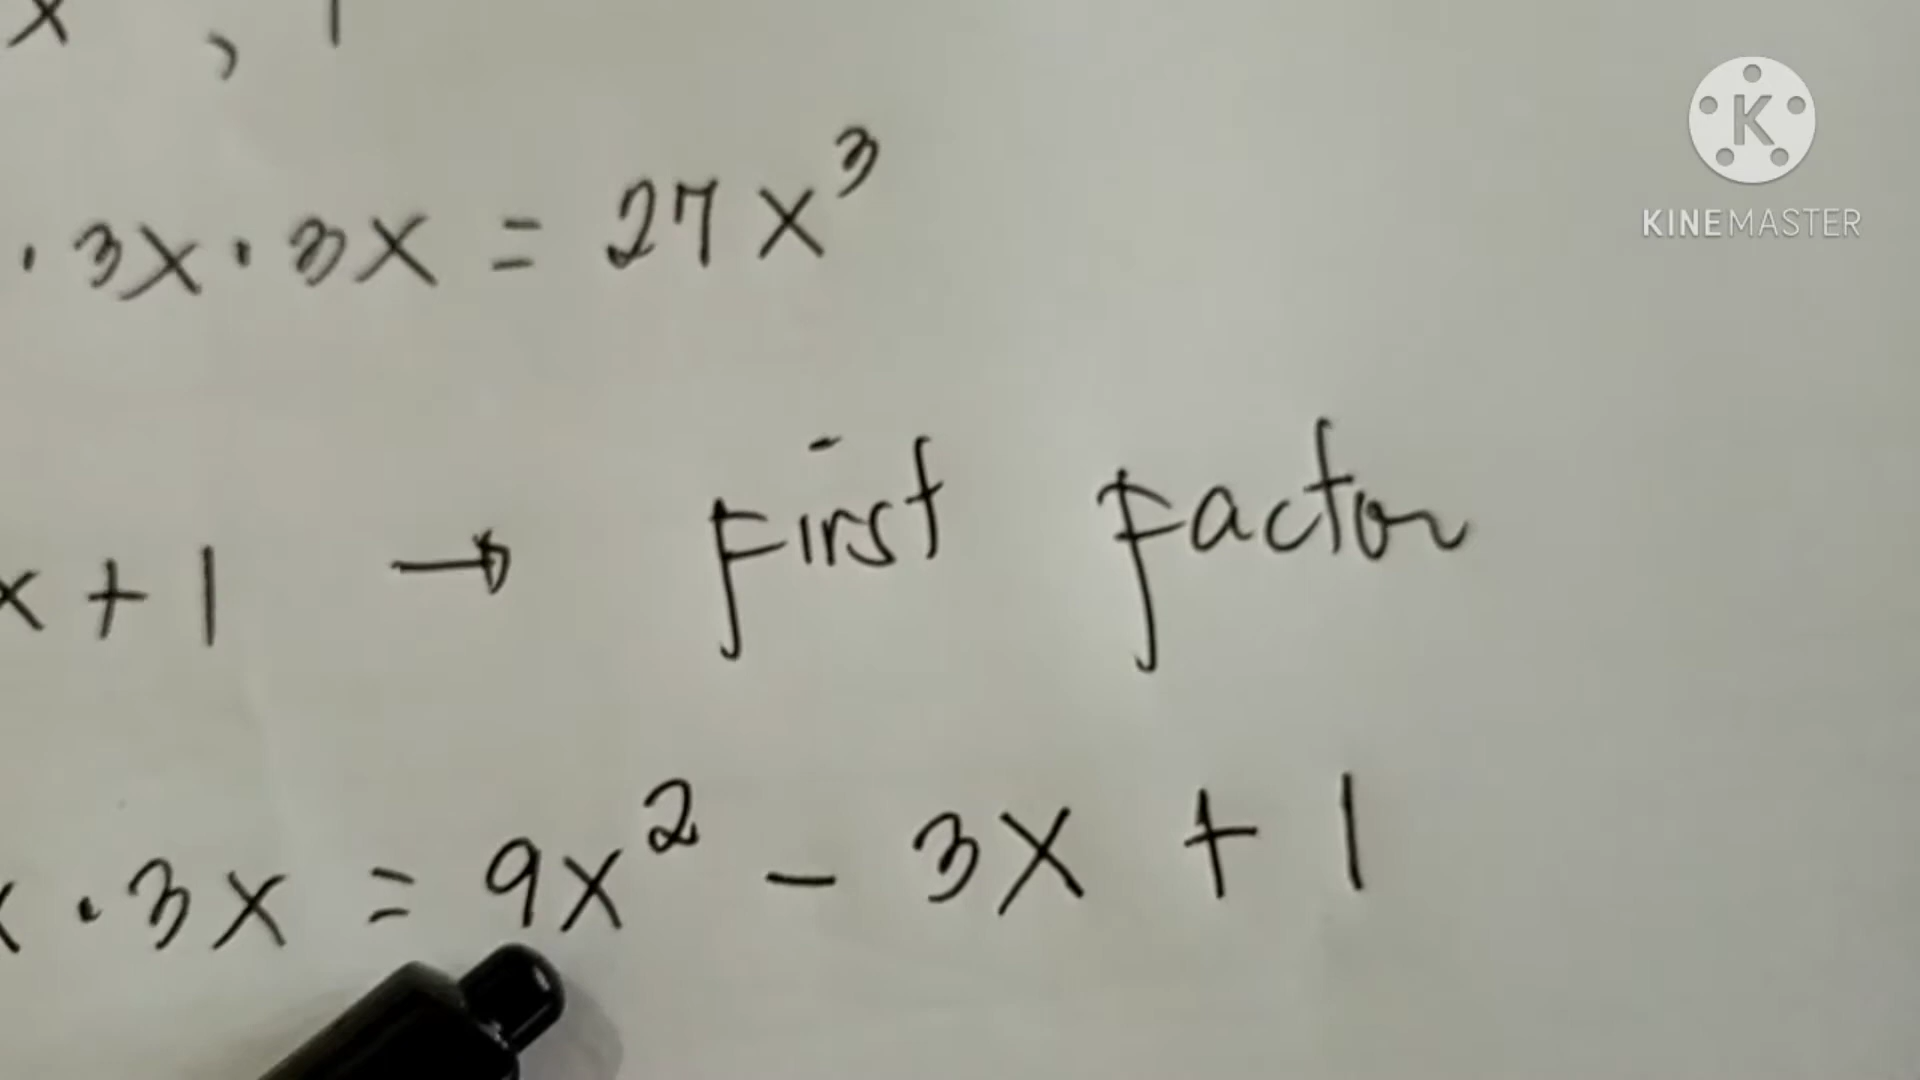 x , 1
K
KINEMASTER
· 3x · 3x = 27x³
x + 1 → First Factor
· 3x = 9x² - 3x + 1